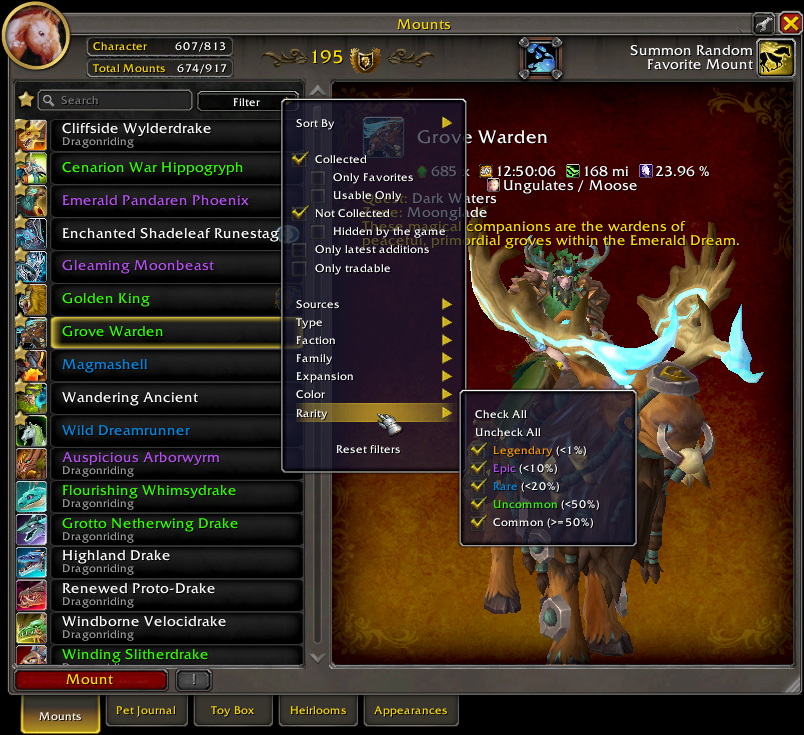 Mounts
Character 607/813
Total Mounts 674/917
195
Summon Random
Favorite Mount
Search
Filter
Cliffside Wylderdrake
Dragonriding
Cenarion War Hippogryph
Emerald Pandaren Phoenix
Enchanted Shadeleaf Runestag
Gleaming Moonbeast
Golden King
Grove Warden
Magmashell
Wandering Ancient
Wild Dreamrunner
Auspicious Arborwyrm
Dragonriding
Flourishing Whimsydrake
Dragonriding
Grotto Netherwing Drake
Dragonriding
Highland Drake
Dragonriding
Renewed Proto-Drake
Dragonriding
Windborne Velocidrake
Dragonriding
Winding Slitherdrake
Dragonriding
Sort By
Collected
Only Favorites
Usable Only
Not Collected
Hidden by the game
Only latest additions
Only tradable
Sources
Type
Faction
Family
Expansion
Color
Rarity
Reset filters
Check All
Uncheck All
Legendary (<1%)
Epic (<10%)
Rare (<20%)
Uncommon (<50%)
Common (>=50%)
Grove Warden
685 x 12:50:06 168 mi 23.96 %
Ungulates / Moose
Quest: Dark Waters
Zone: Moonglade
These magical companions are the wardens of
peaceful, primordial groves within the Emerald Dream.
Mount
!
Mounts
Pet Journal
Toy Box
Heirlooms
Appearances